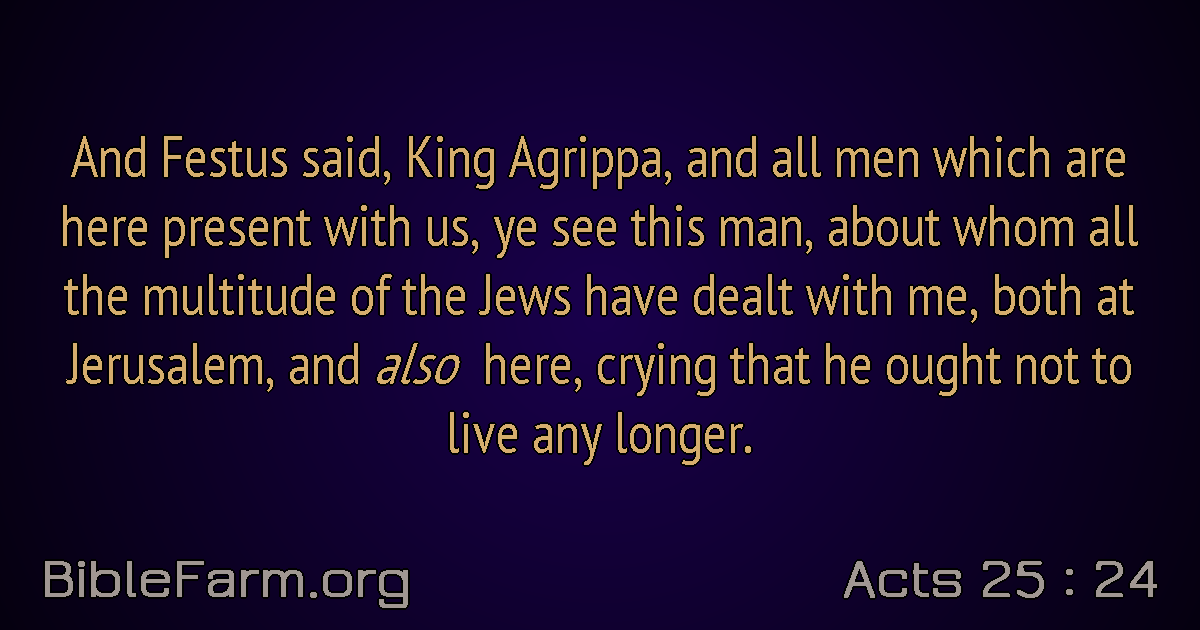 And Festus said, King Agrippa, and all men which are
here present with us, ye see this man, about whom all
the multitude of the Jews have dealt with me, both at
Jerusalem, and also here, crying that he ought not to
live any longer.
BibleFarm.org
Acts 25 : 24